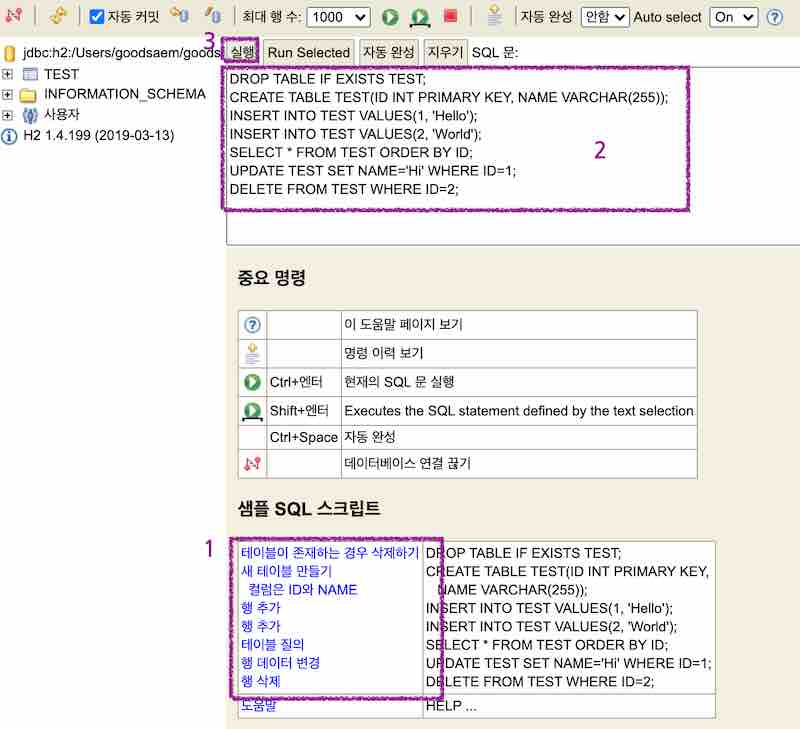 자동 커밋 최대 행 수: 1000 자동 완성 안함 Auto select On
jdbc:h2:/Users/goodsaem/goods
TEST
INFORMATION_SCHEMA
사용자
H2 1.4.199 (2019-03-13)
3 실행 Run Selected 자동 완성 지우기 SQL 문:
DROP TABLE IF EXISTS TEST;
CREATE TABLE TEST(ID INT PRIMARY KEY, NAME VARCHAR(255));
INSERT INTO TEST VALUES(1, 'Hello');
INSERT INTO TEST VALUES(2, 'World');
SELECT * FROM TEST ORDER BY ID;
UPDATE TEST SET NAME='Hi' WHERE ID=1;
DELETE FROM TEST WHERE ID=2;
2
중요 명령
이 도움말 페이지 보기
명령 이력 보기
Ctrl+엔터 현재의 SQL 문 실행
Shift+엔터 Executes the SQL statement defined by the text selection
Ctrl+Space 자동 완성
데이터베이스 연결 끊기
샘플 SQL 스크립트
1
테이블이 존재하는 경우 삭제하기 DROP TABLE IF EXISTS TEST;
새 테이블 만들기 CREATE TABLE TEST(ID INT PRIMARY KEY,
컬럼은 ID와 NAME NAME VARCHAR(255));
행 추가 INSERT INTO TEST VALUES(1, 'Hello');
행 추가 INSERT INTO TEST VALUES(2, 'World');
테이블 질의 SELECT * FROM TEST ORDER BY ID;
행 데이터 변경 UPDATE TEST SET NAME='Hi' WHERE ID=1;
행 삭제 DELETE FROM TEST WHERE ID=2;
도움말 HELP ...